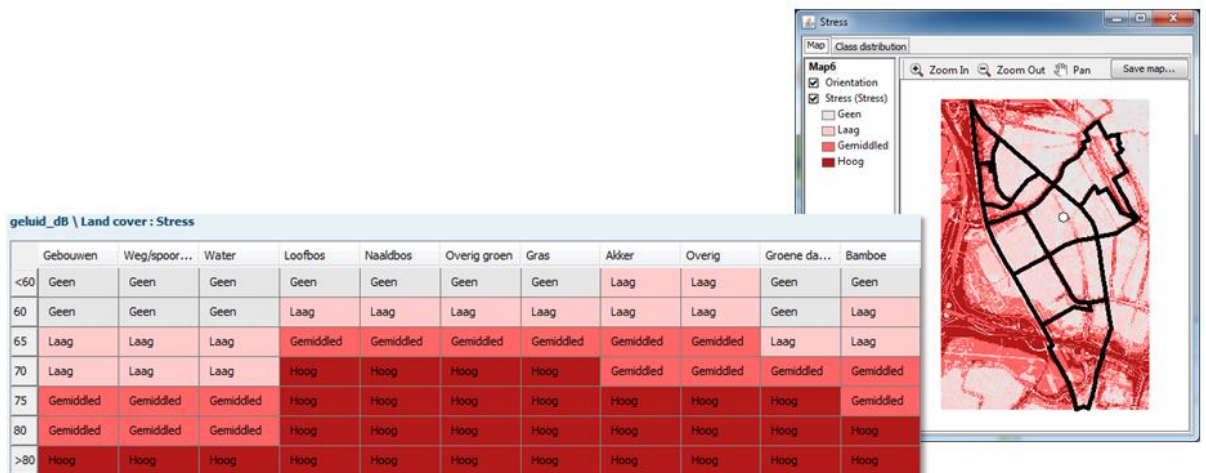 Stress
Map Class distribution
Map6
Orientation
Stress (Stress)
Geen
Laag
Gemiddled
Hoog
Zoom In Zoom Out Pan Save map...
geluid_dB \ Land cover : Stress
Gebouwen Weg/spoor... Water Loofbos Naaldbos Overig groen Gras Akker Overig Groene da... Bamboe
<60 Geen Geen Geen Geen Geen Geen Geen Laag Laag Geen Geen
60 Geen Geen Geen Laag Laag Laag Laag Laag Laag Geen Laag
65 Laag Laag Laag Gemiddled Gemiddled Gemiddled Gemiddled Gemiddled Gemiddled Laag Laag
70 Laag Laag Laag Hoog Hoog Hoog Hoog Gemiddled Gemiddled Gemiddled Gemiddled
75 Gemiddled Gemiddled Gemiddled Hoog Hoog Hoog Hoog Hoog Hoog Hoog Gemiddled
80 Gemiddled Gemiddled Gemiddled Hoog Hoog Hoog Hoog Hoog Hoog Hoog Hoog
>80 Hoog Hoog Hoog Hoog Hoog Hoog Hoog Hoog Hoog Hoog Hoog